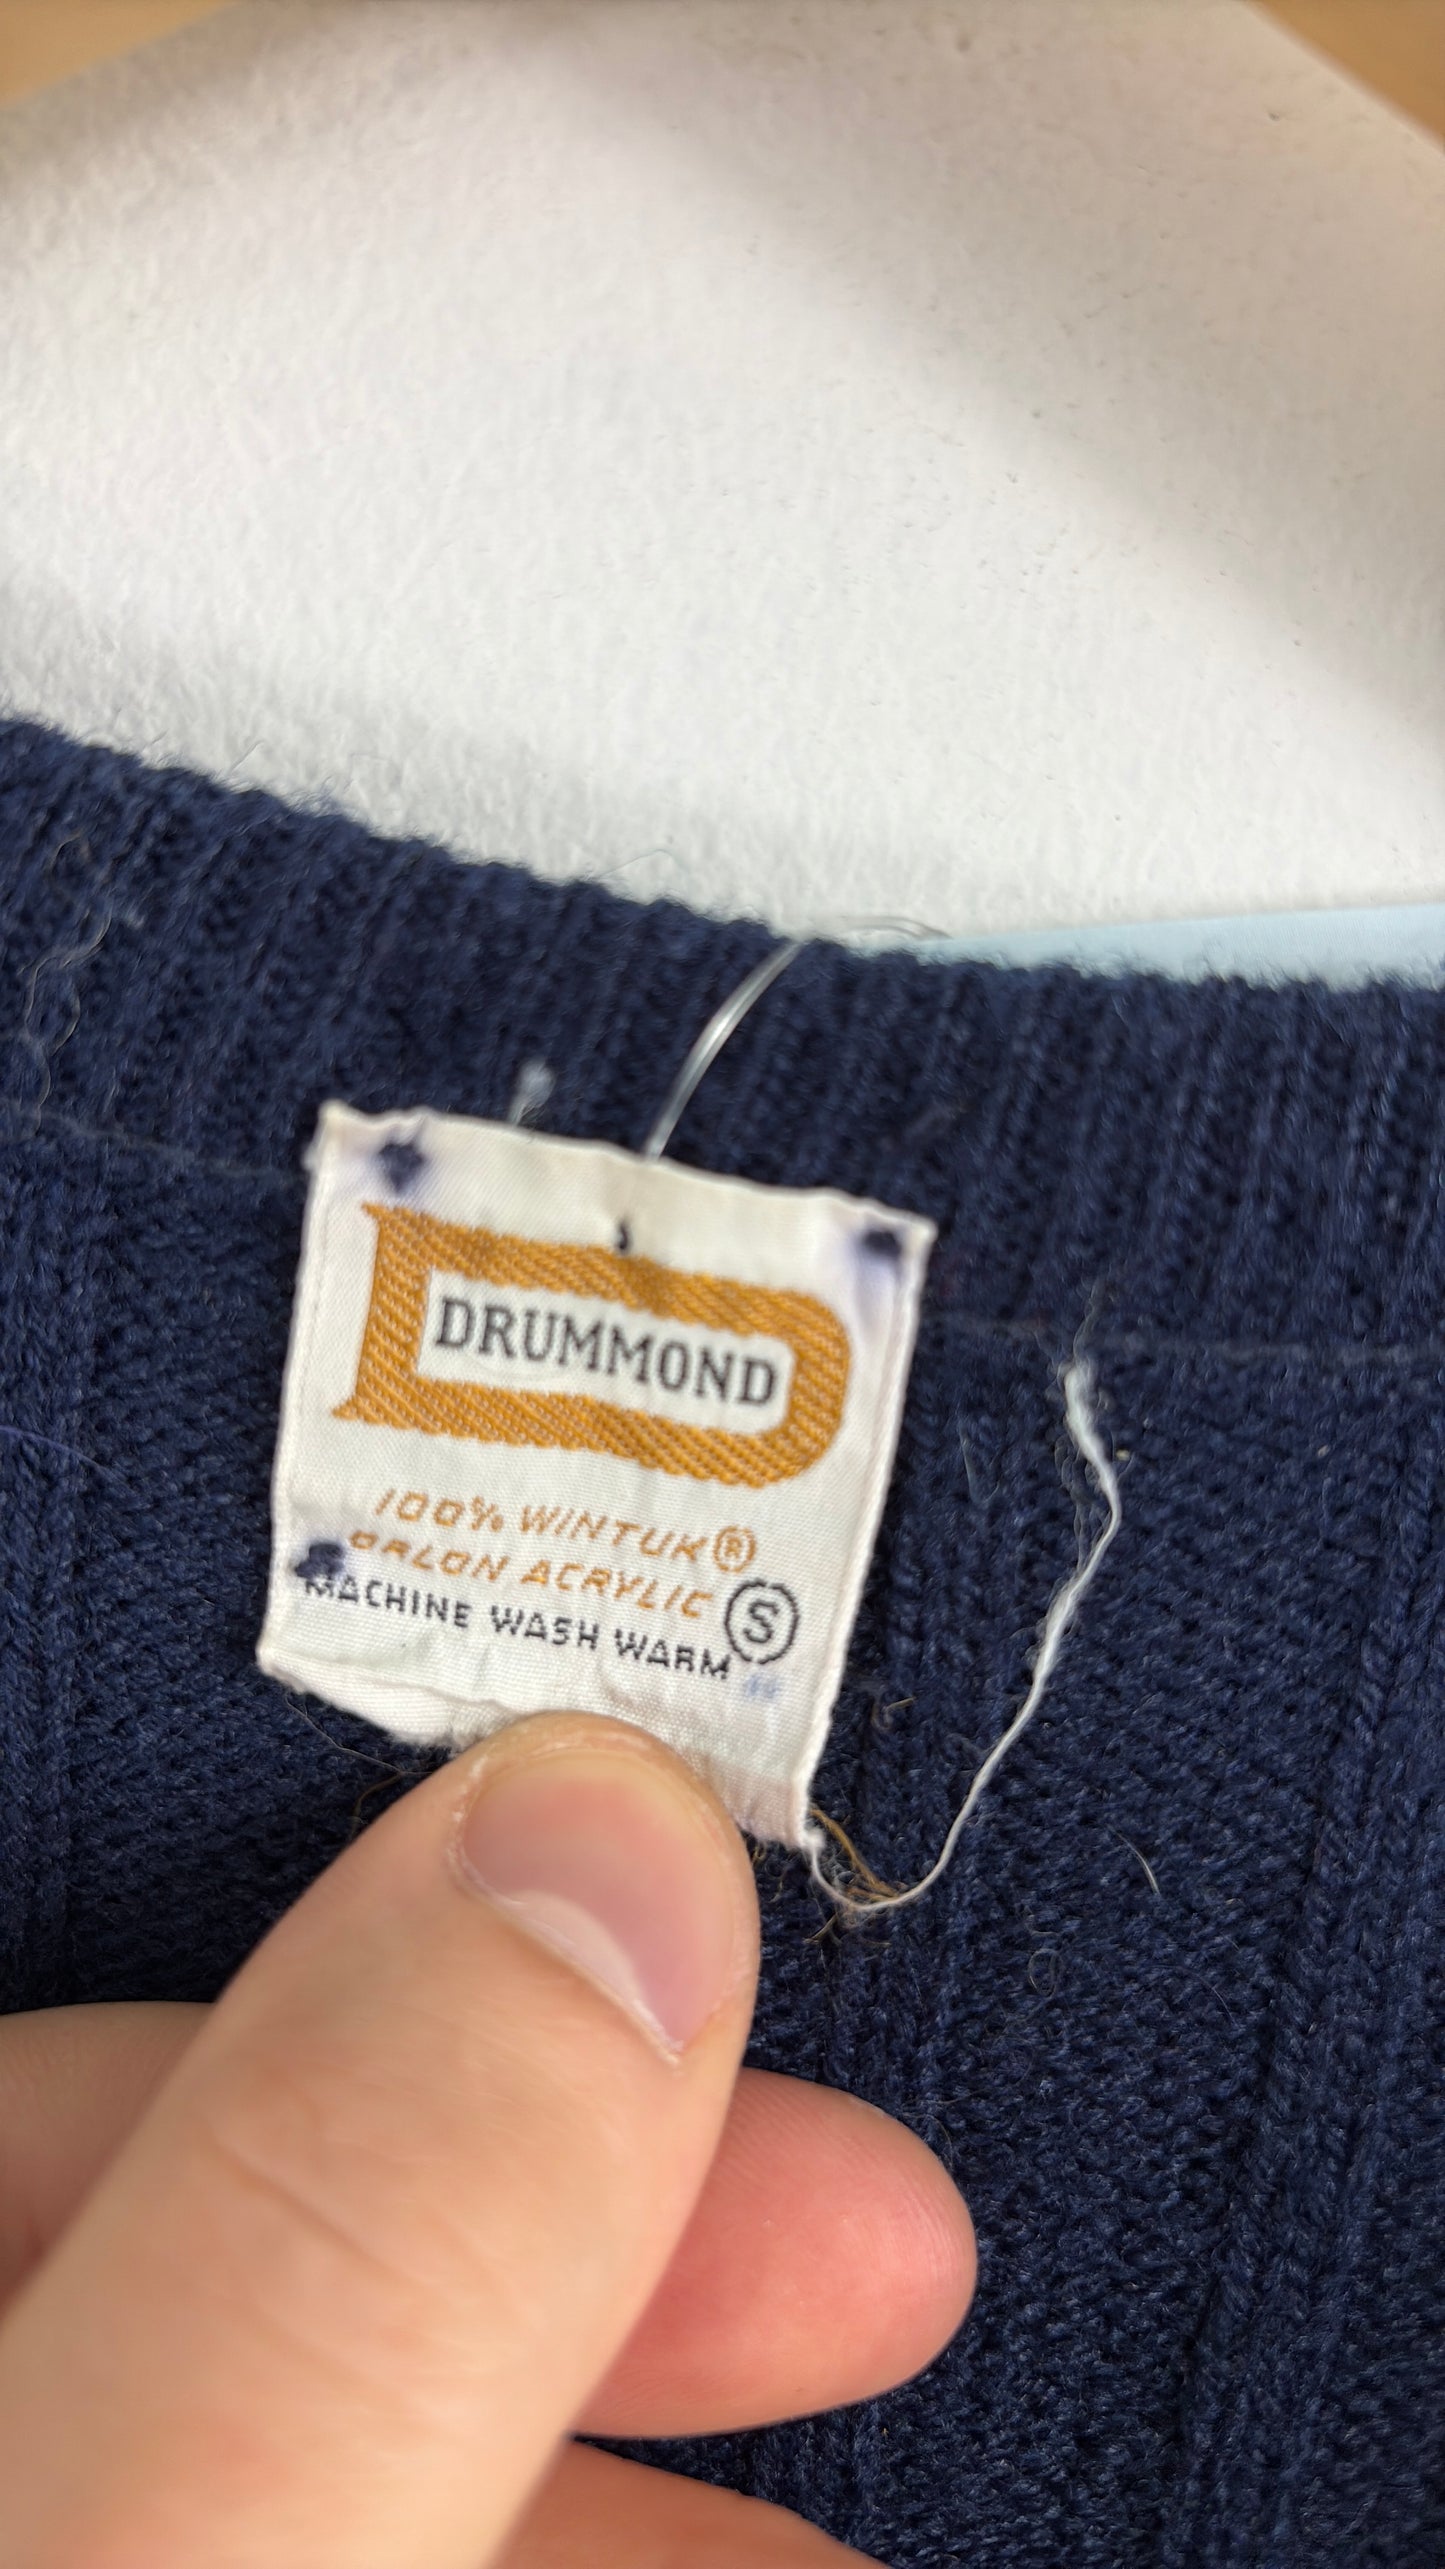 DRUMMOND
100% WINTUK®
ORLON ACRYLIC
MACHINE WASH WARM S